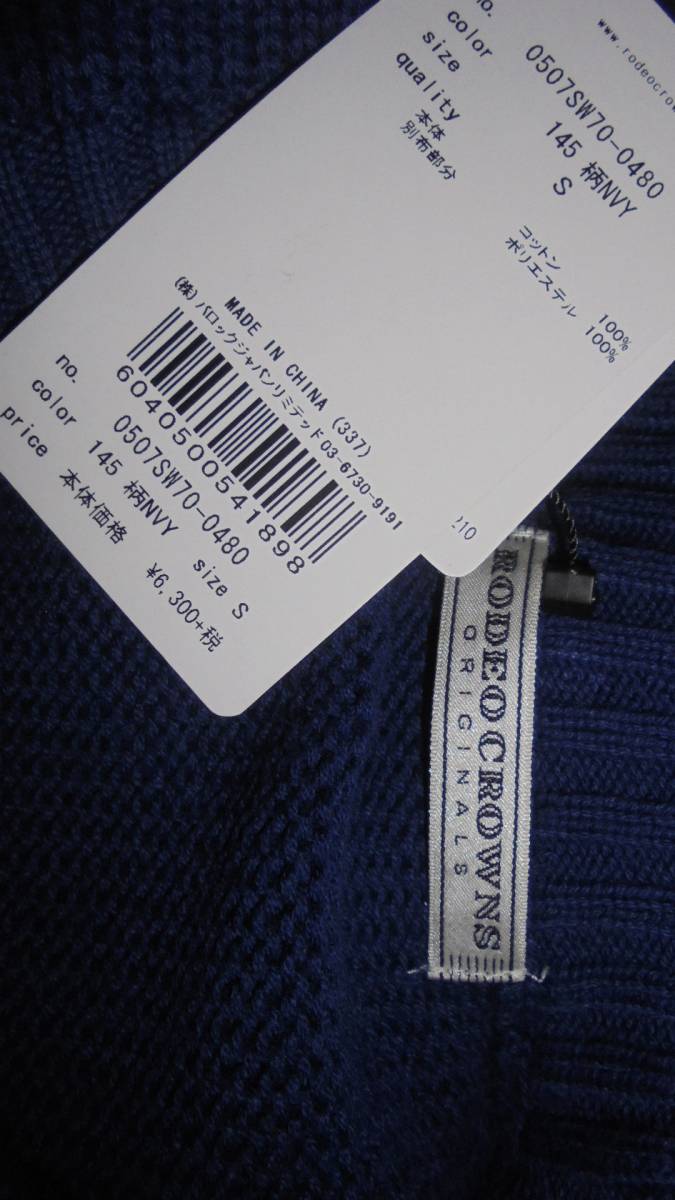 www.rodeocrow
no. 0507SW70-0480
color 145 柄NVY
size S
quality
本体 コットン 100%
別布部分 ポリエステル 100%
MADE IN CHINA (337)
(株)バロックジャパンリミテッド 03-6730-9191
6040500541898
no. 0507SW70-0480
color 145 柄NVY size S
price 本体価格 ¥6,300+税
210
RODEO CROWNS
ORIGINALS